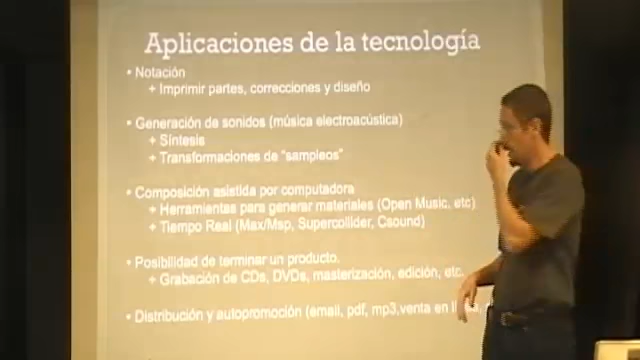 Aplicaciones de la tecnología
• Notación
+ Imprimir partes, correcciones y diseño
• Generación de sonidos (música electroacústica)
+ Síntesis
+ Transformaciones de "sampleos"
• Composición asistida por computadora
+ Herramientas para generar materiales (Open Music, etc)
+ Tiempo Real (Max/Msp, Supercollider, Csound)
• Posibilidad de terminar un producto.
+ Grabación de CDs, DVDs, masterización, edición, etc.
• Distribución y autopromoción (email, pdf, mp3,venta en